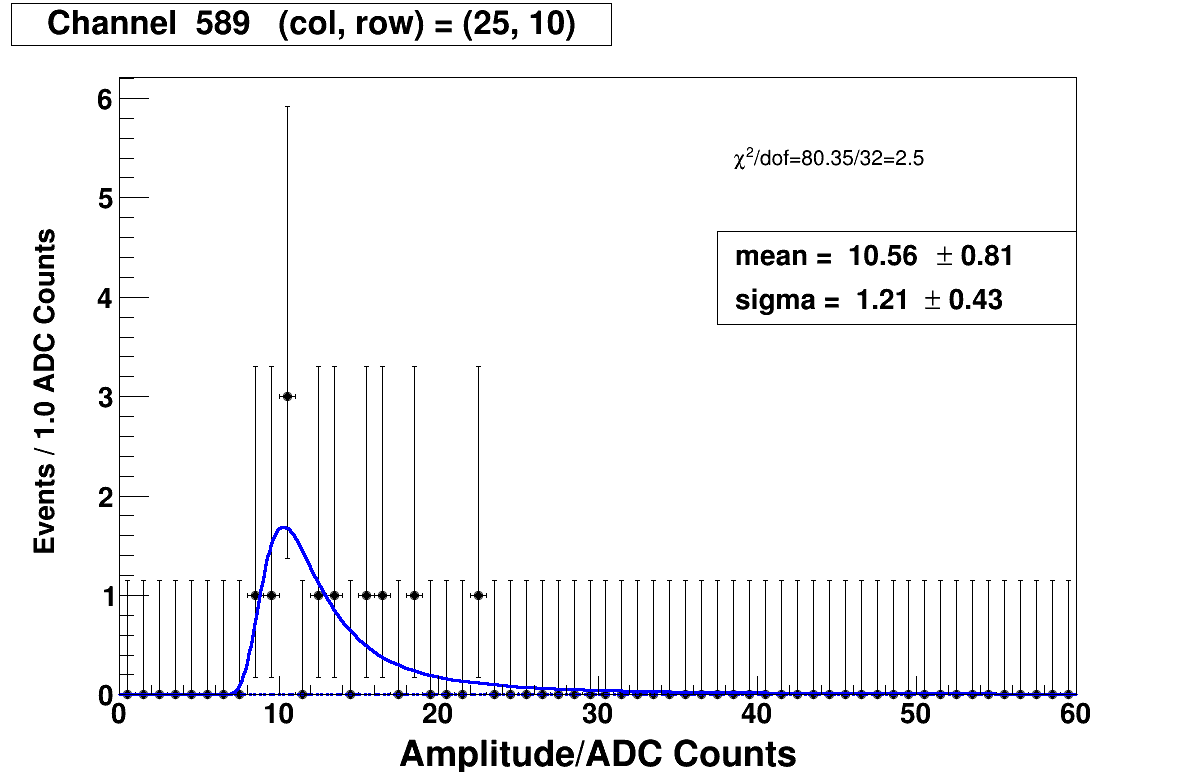 Channel 589 (col, row) = (25, 10)
6
χ²/dof=80.35/32=2.5
5
mean = 10.56 ± 0.81
4
sigma = 1.21 ± 0.43
3
2
1
0
Events / 1.0 ADC Counts
0 10 20 30 40 50 60
Amplitude/ADC Counts